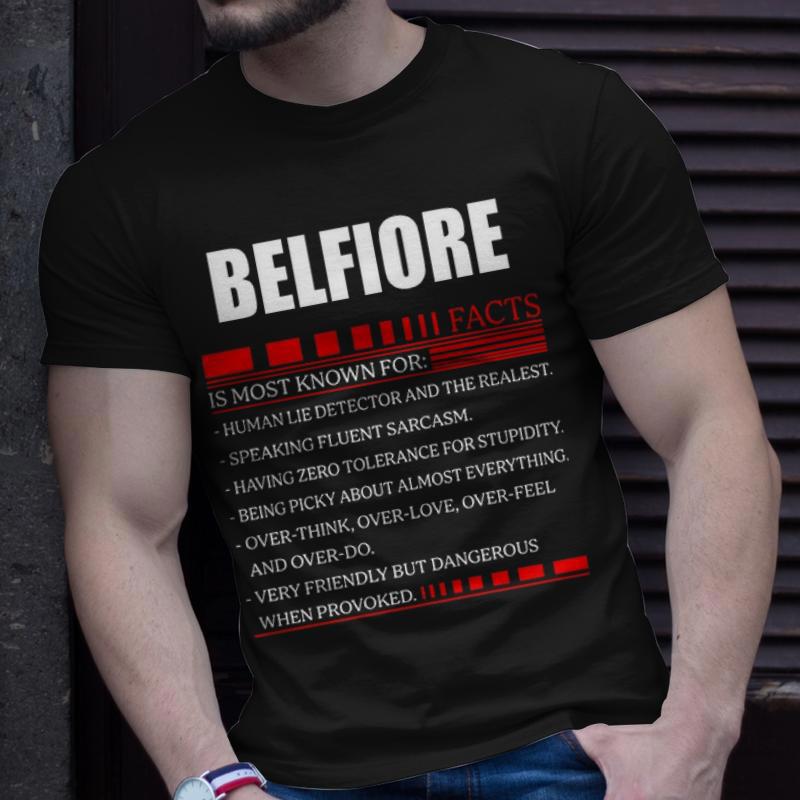 BELFIORE
FACTS
IS MOST KNOWN FOR:
- HUMAN LIE DETECTOR AND THE REALEST.
- SPEAKING FLUENT SARCASM.
- HAVING ZERO TOLERANCE FOR STUPIDITY.
- BEING PICKY ABOUT ALMOST EVERYTHING.
- OVER-THINK, OVER-LOVE, OVER-FEEL
AND OVER-DO.
- VERY FRIENDLY BUT DANGEROUS
WHEN PROVOKED.